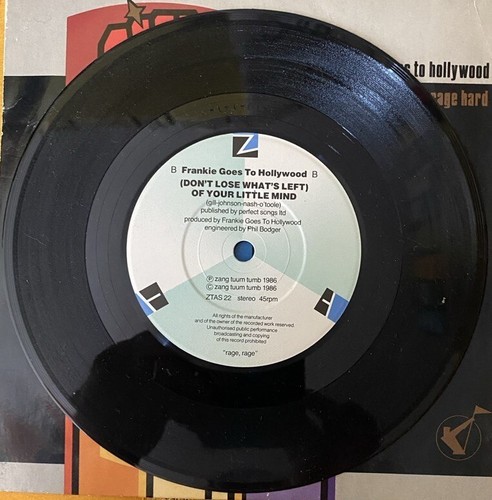 s to hollywood
rage hard
Z
B Frankie Goes To Hollywood B
(DON'T LOSE WHAT'S LEFT)
OF YOUR LITTLE MIND
(gill-johnson-nash-o'toole)
published by perfect songs ltd
produced by Frankie Goes To Hollywood
engineered by Phil Bodger
℗ zang tuum tumb 1986
© zang tuum tumb 1986
ZTAS 22 stereo 45rpm
T T
All rights of the manufacturer
and of the owner of the recorded work reserved
Unauthorised public performance
broadcasting and copying
of this record prohibited
"rage, rage"